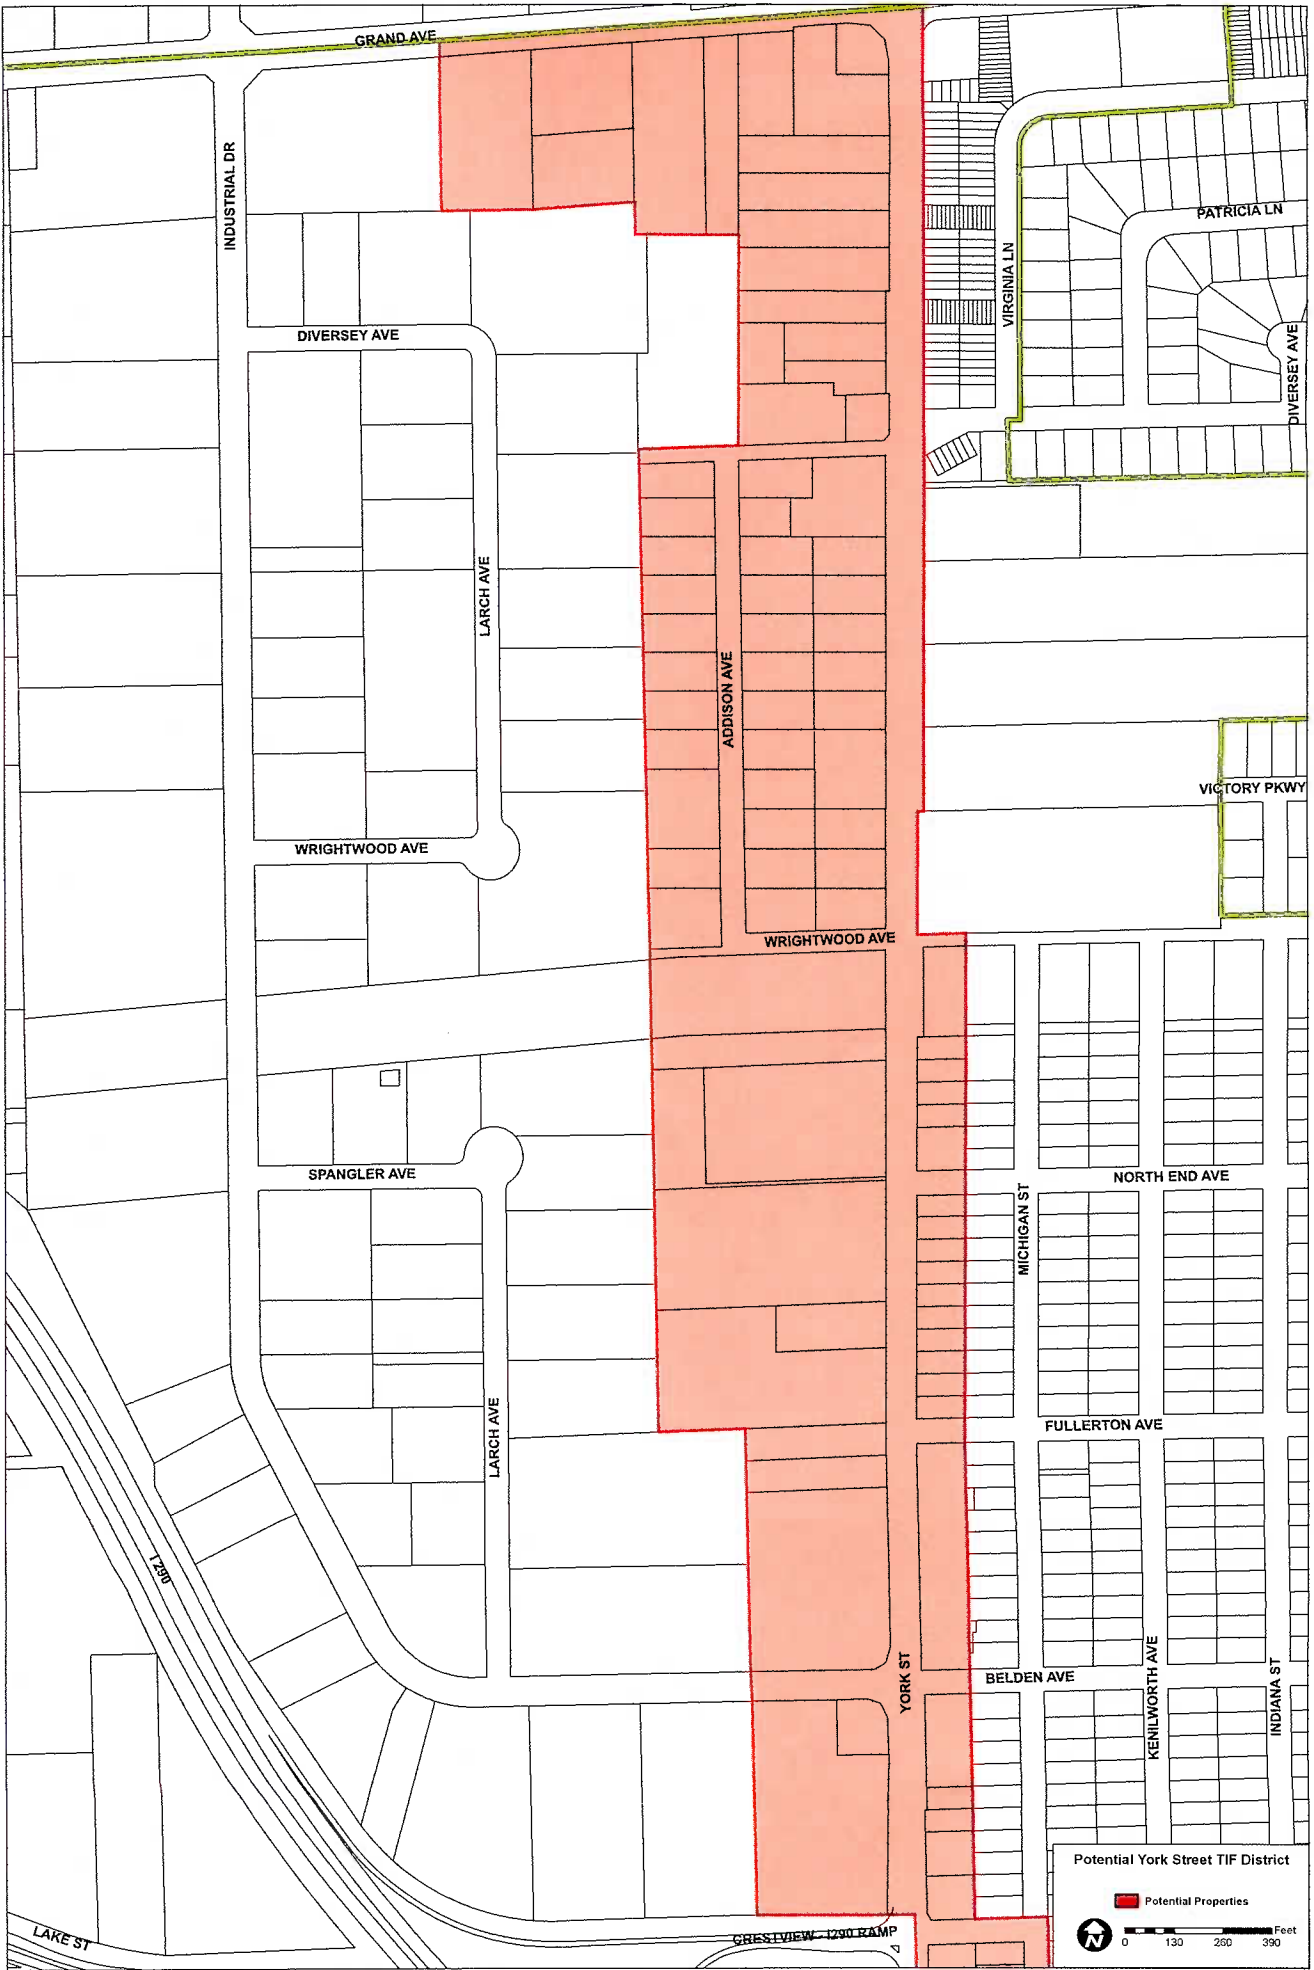 GRAND AVE
INDUSTRIAL DR
PATRICIA LN
VIRGINIA LN
DIVERSEY AVE
DIVERSEY AVE
LARCH AVE
ADDISON AVE
VICTORY PKWY
WRIGHTWOOD AVE
WRIGHTWOOD AVE
SPANGLER AVE
NORTH END AVE
MICHIGAN ST
LARCH AVE
FULLERTON AVE
I 290
YORK ST
BELDEN AVE
KENILWORTH AVE
INDIANA ST
LAKE ST
CRESTVIEW - I290 RAMP
Potential York Street TIF District
Potential Properties
N
Feet
0 130 260 390